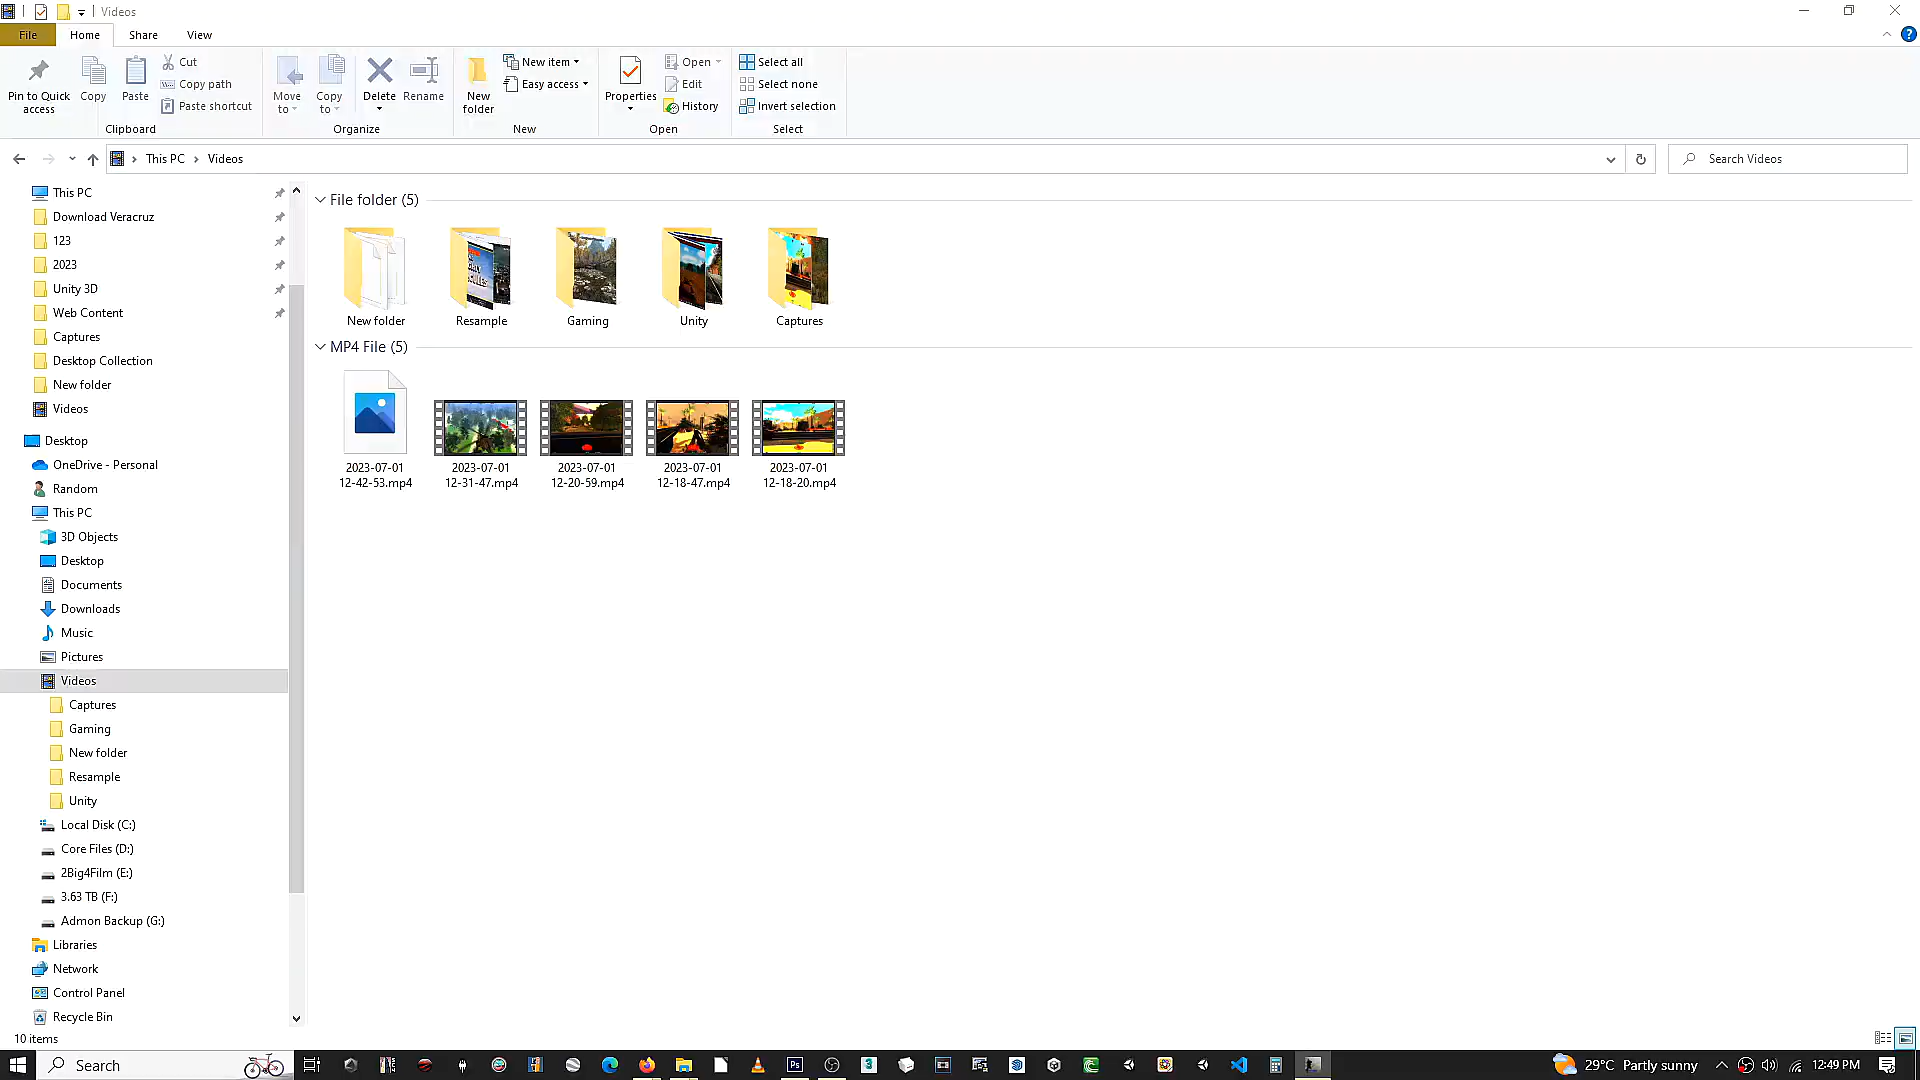 Videos
File
Home
Share
View
Pin to Quick
access
Copy
Paste
Cut
Copy path
Paste shortcut
Clipboard
Move
to
Copy
to
Delete
Rename
Organize
New
folder
New item
Easy access
New
Properties
Open
Edit
History
Open
Select all
Select none
Invert selection
Select
This PC
Videos
Search Videos
This PC
Download Veracruz
123
2023
Unity 3D
Web Content
Captures
Desktop Collection
New folder
Videos
Desktop
OneDrive - Personal
Random
This PC
3D Objects
Desktop
Documents
Downloads
Music
Pictures
Videos
Captures
Gaming
New folder
Resample
Unity
Local Disk (C:)
Core Files (D:)
2Big4Film (E:)
3.63 TB (F:)
Admon Backup (G:)
Libraries
Network
Control Panel
Recycle Bin
File folder (5)
New folder
Resample
Gaming
Unity
Captures
MP4 File (5)
2023-07-01
12-42-53.mp4
2023-07-01
12-31-47.mp4
2023-07-01
12-20-59.mp4
2023-07-01
12-18-47.mp4
2023-07-01
12-18-20.mp4
10 items
Search
Ps
29°C Partly sunny
12:49 PM